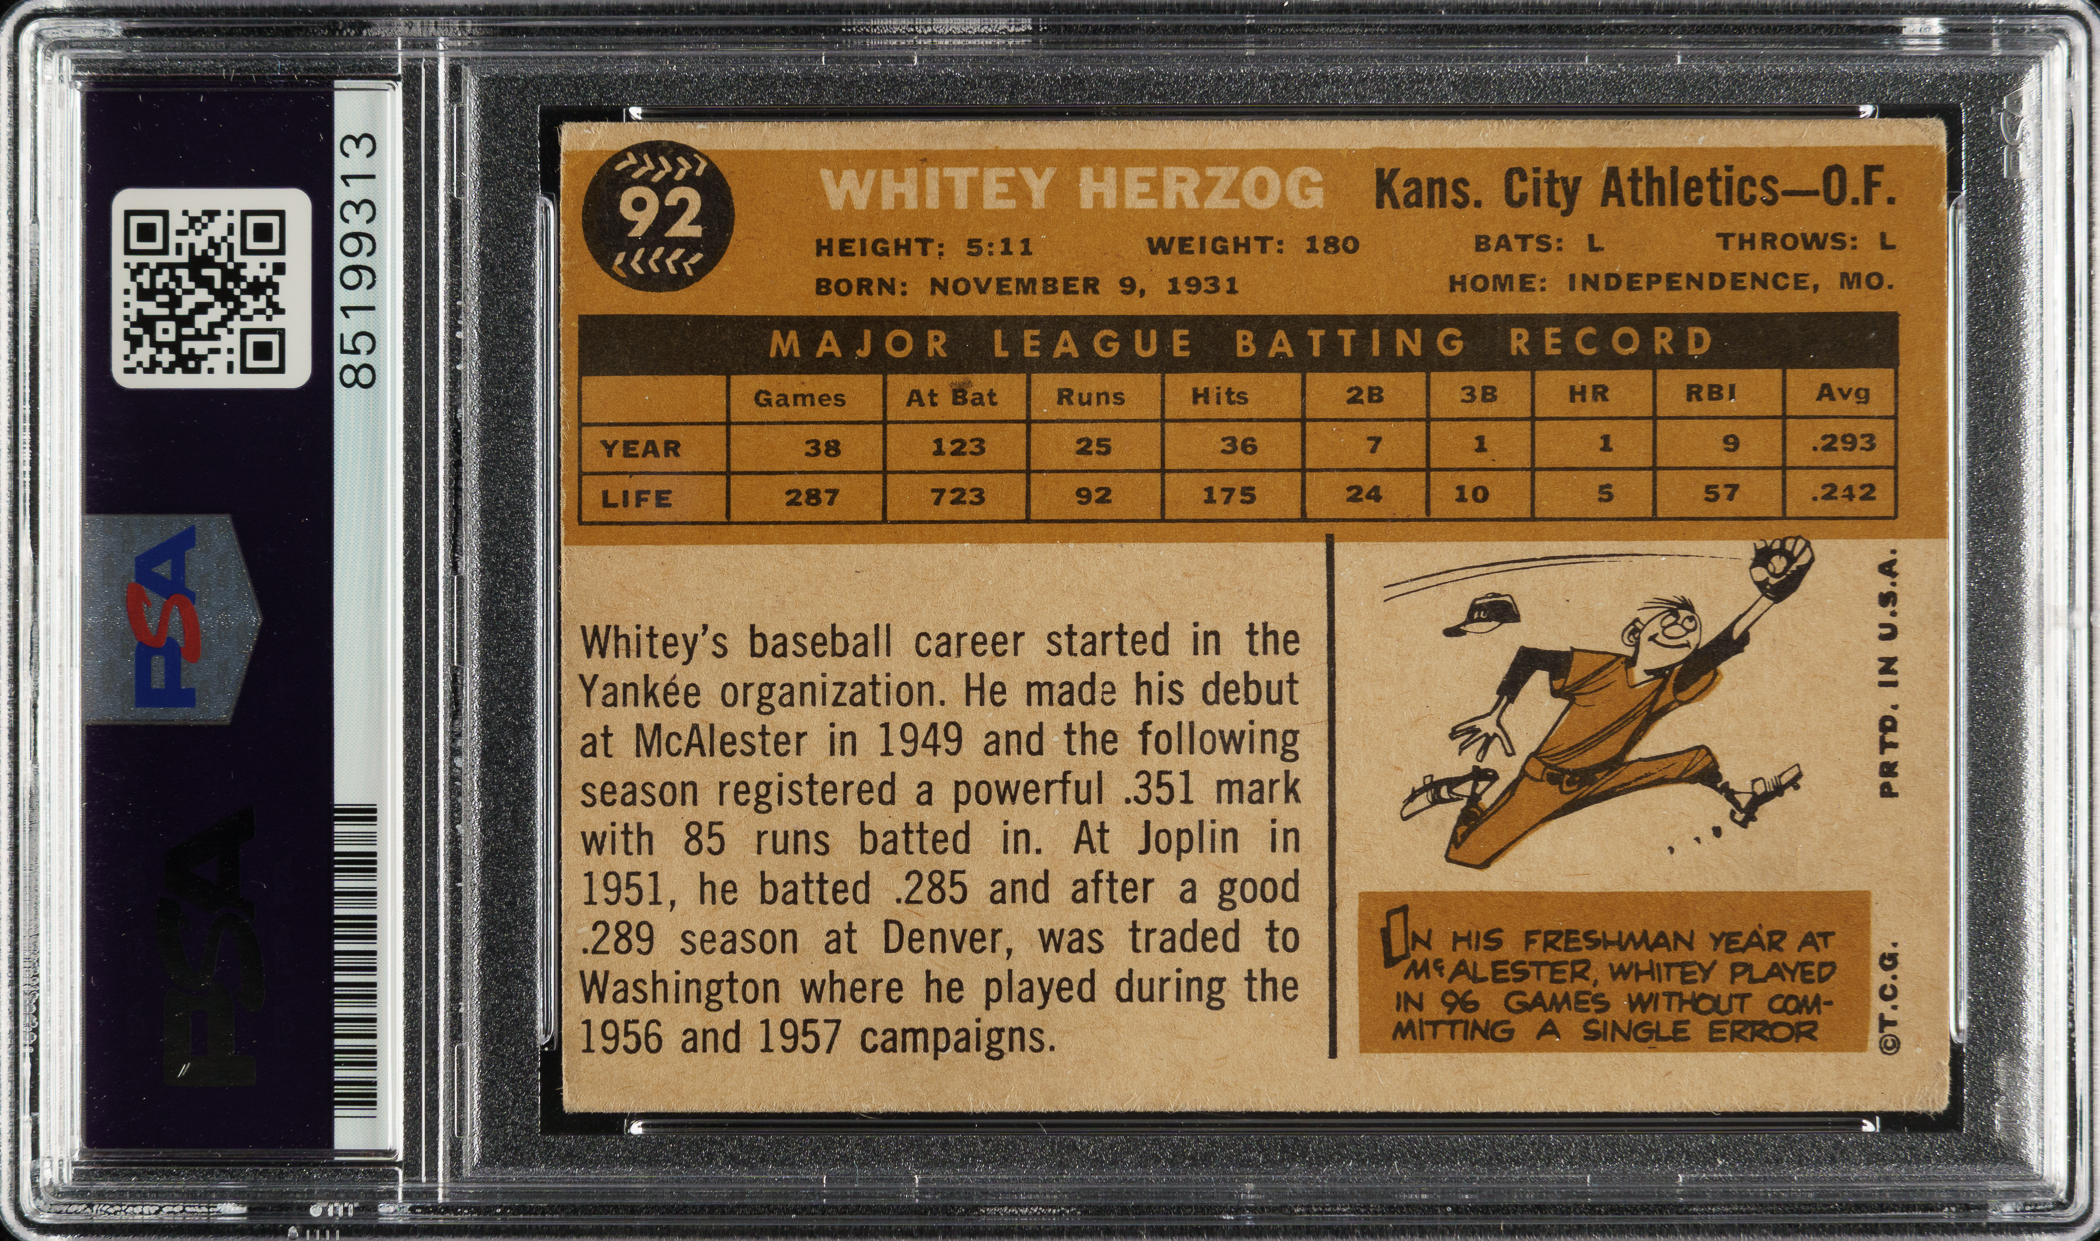 92
WHITEY HERZOG Kans. City Athletics—O.F.
HEIGHT: 5:11 WEIGHT: 180 BATS: L THROWS: L
BORN: NOVEMBER 9, 1931 HOME: INDEPENDENCE, MO.
MAJOR LEAGUE BATTING RECORD
Games At Bat Runs Hits 2B 3B HR RBI Avg
YEAR 38 123 25 36 7 1 1 9 .293
LIFE 287 723 92 175 24 10 5 57 .242
Whitey's baseball career started in the
Yankée organization. He made his debut
at McAlester in 1949 and the following
season registered a powerful .351 mark
with 85 runs batted in. At Joplin in
1951, he batted .285 and after a good
.289 season at Denver, was traded to
Washington where he played during the
1956 and 1957 campaigns.
IN HIS FRESHMAN YEAR AT
McALESTER, WHITEY PLAYED
IN 96 GAMES WITHOUT COM-
MITTING A SINGLE ERROR
©T.C.G. PRTD. IN U.S.A.
85199313
PSA
PSA